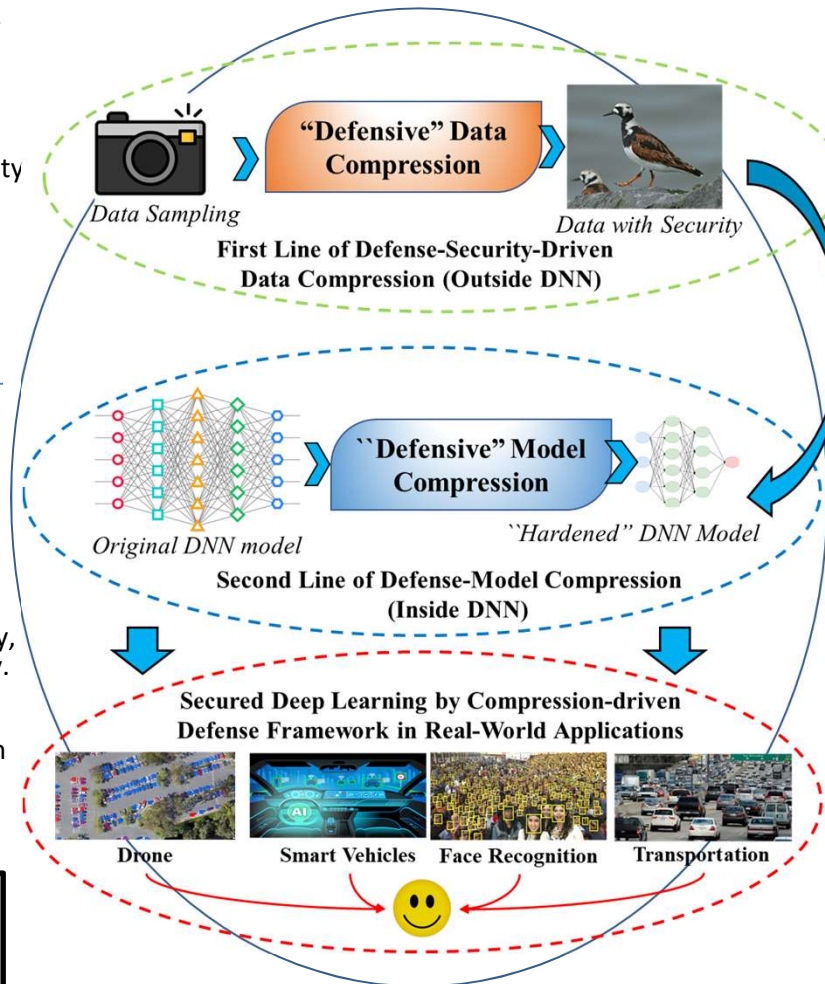 ty
y,
.
n
“Defensive” Data
Compression
Data Sampling
Data with Security
First Line of Defense-Security-Driven
Data Compression (Outside DNN)
``Defensive” Model
Compression
Original DNN model
``Hardened” DNN Model
Second Line of Defense-Model Compression
(Inside DNN)
Secured Deep Learning by Compression-driven
Defense Framework in Real-World Applications
AI
Drone
Smart Vehicles
Face Recognition
Transportation